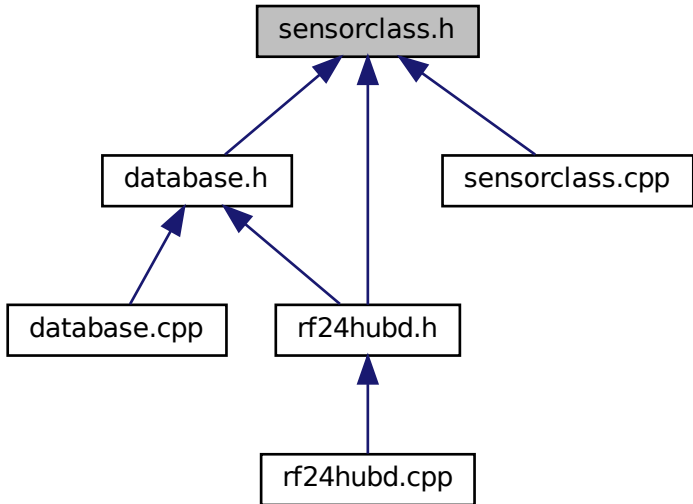 sensorclass.h
database.h
sensorclass.cpp
database.cpp
rf24hubd.h
rf24hubd.cpp